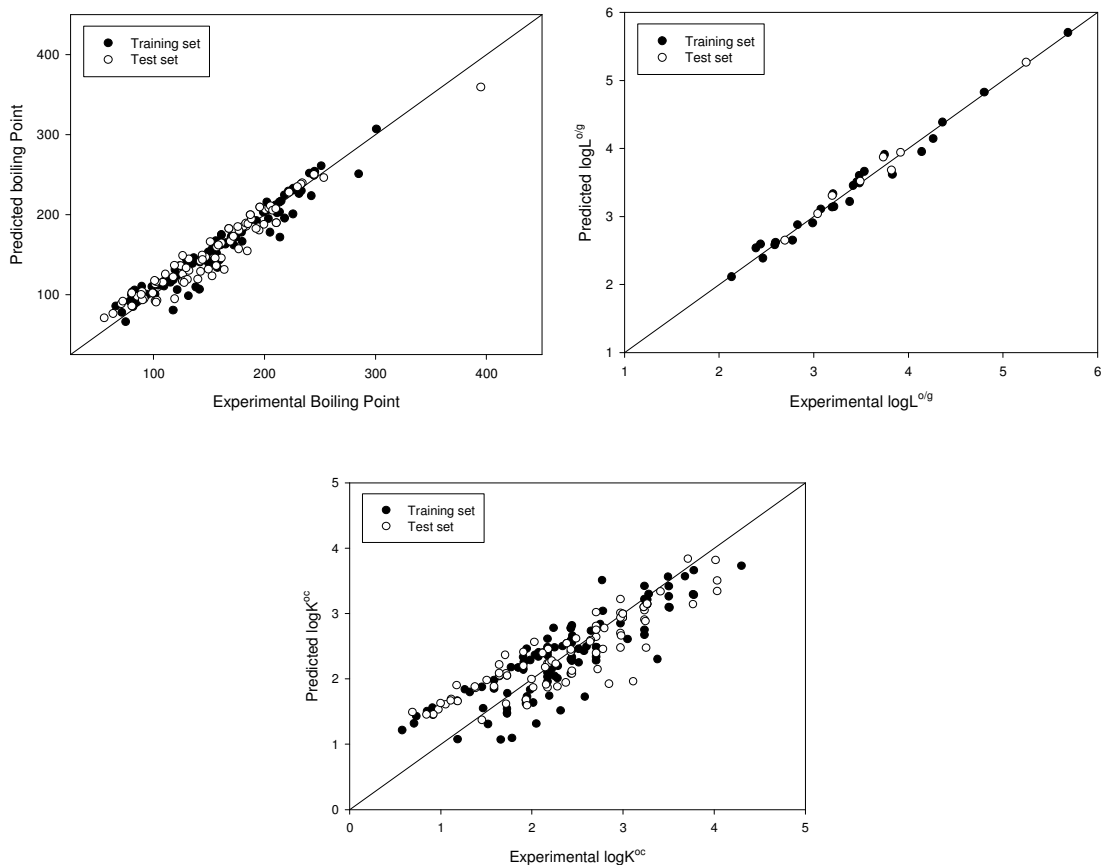 Training set
Test set
450
400
300
200
100
Predicted boiling Point
100
200
300
400
Experimental Boiling Point
Training set
Test set
6
5
4
3
2
1
Predicted logL^o/g
1
2
3
4
5
6
Experimental logL^o/g
Training set
Test set
5
4
3
2
1
0
Predicted logK^oc
0
1
2
3
4
5
Experimental logK^oc